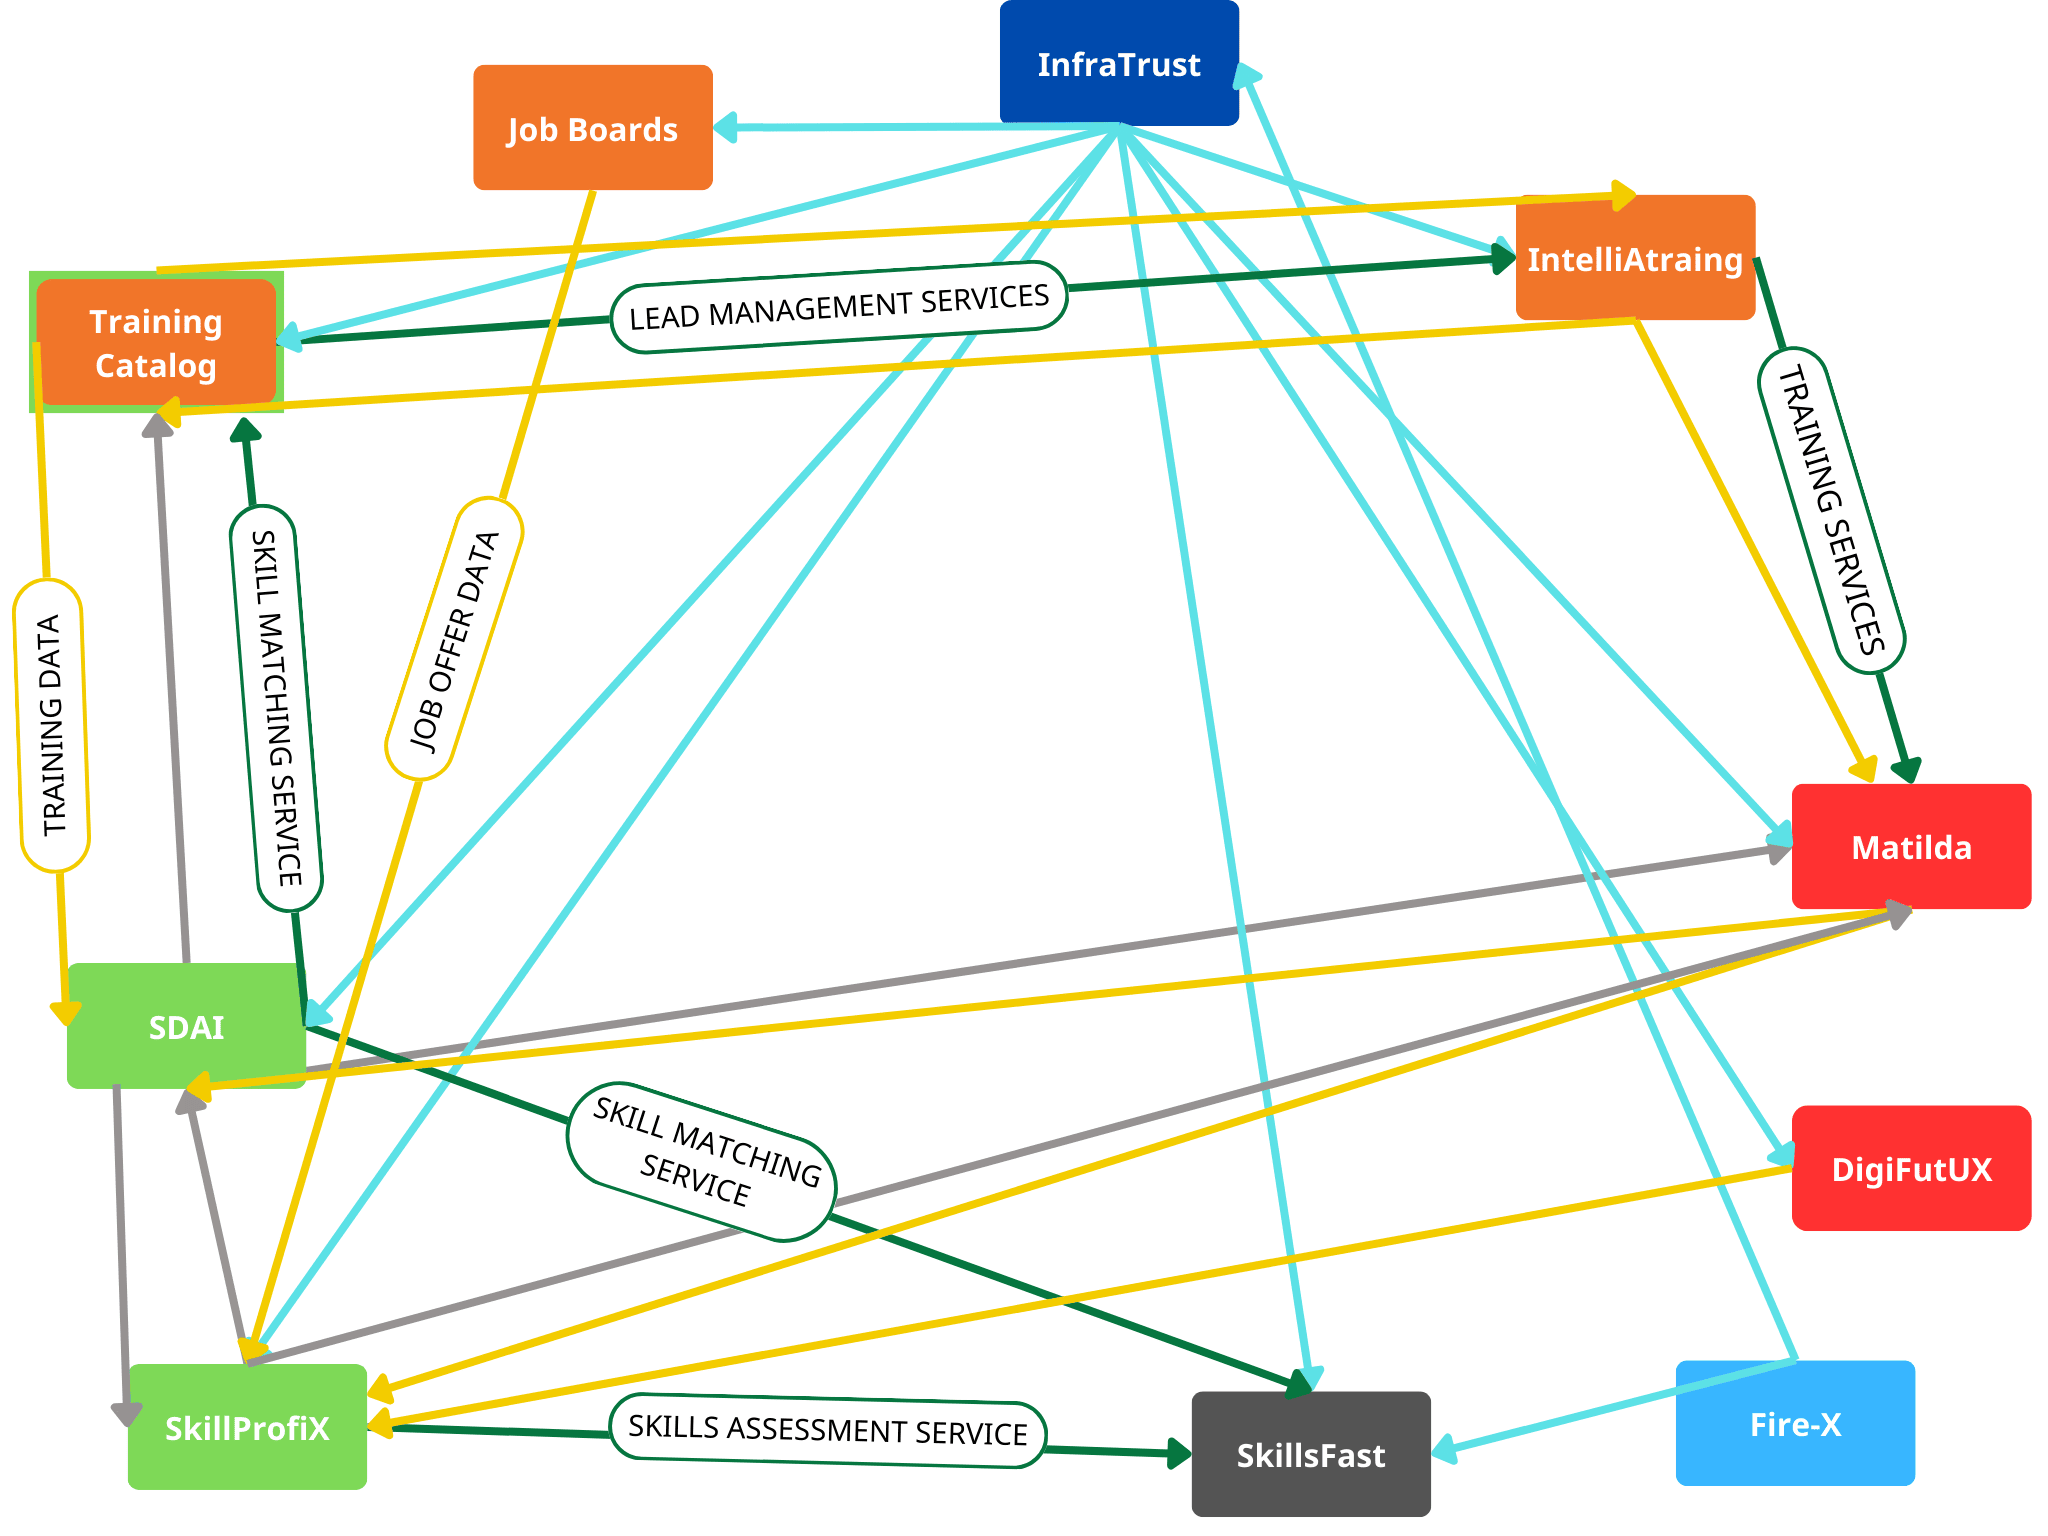 InfraTrust
Job Boards
IntelliAtraing
LEAD MANAGEMENT SERVICES
Training
Catalog
TRAINING SERVICES
SKILL MATCHING SERVICE
JOB OFFER DATA
TRAINING DATA
Matilda
SDAI
SKILL MATCHING
SERVICE
DigiFutUX
SkillProfiX
SKILLS ASSESSMENT SERVICE
SkillsFast
Fire-X